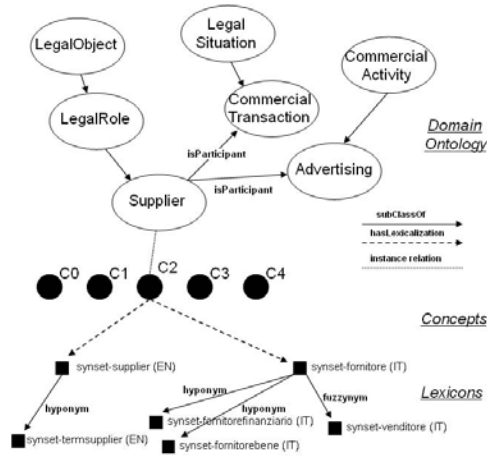 LegalObject
Legal
Situation
Commercial
Activity
LegalRole
Commercial
Transaction
Domain
Ontology
isParticipant
Advertising
isParticipant
Supplier
subClassOf
hasLexicalization
instance relation
C0
C1
C2
C3
C4
Concepts
synset-supplier (EN)
synset-fornitore (IT)
Lexicons
hyponym
hyponym
hyponym
fuzzynym
synset-termsupplier (EN)
synset-fornitorefinanziario (IT)
synset-fornitorebene (IT)
synset-venditore (IT)